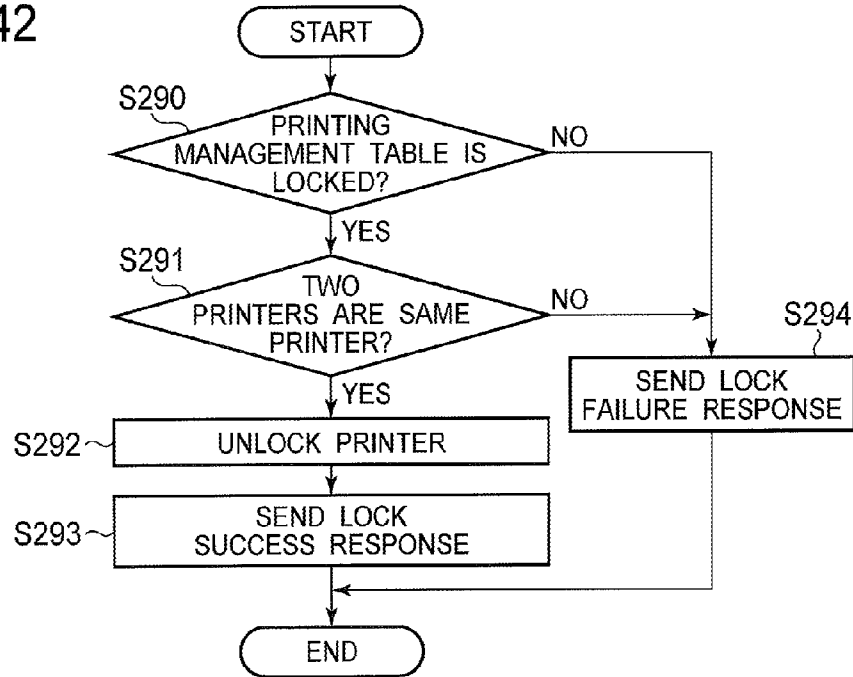 42
START
S290
PRINTING
MANAGEMENT TABLE IS
LOCKED?
NO
YES
S291
TWO
PRINTERS ARE SAME
PRINTER?
NO
YES
S294
SEND LOCK
FAILURE RESPONSE
S292
UNLOCK PRINTER
S293
SEND LOCK
SUCCESS RESPONSE
END